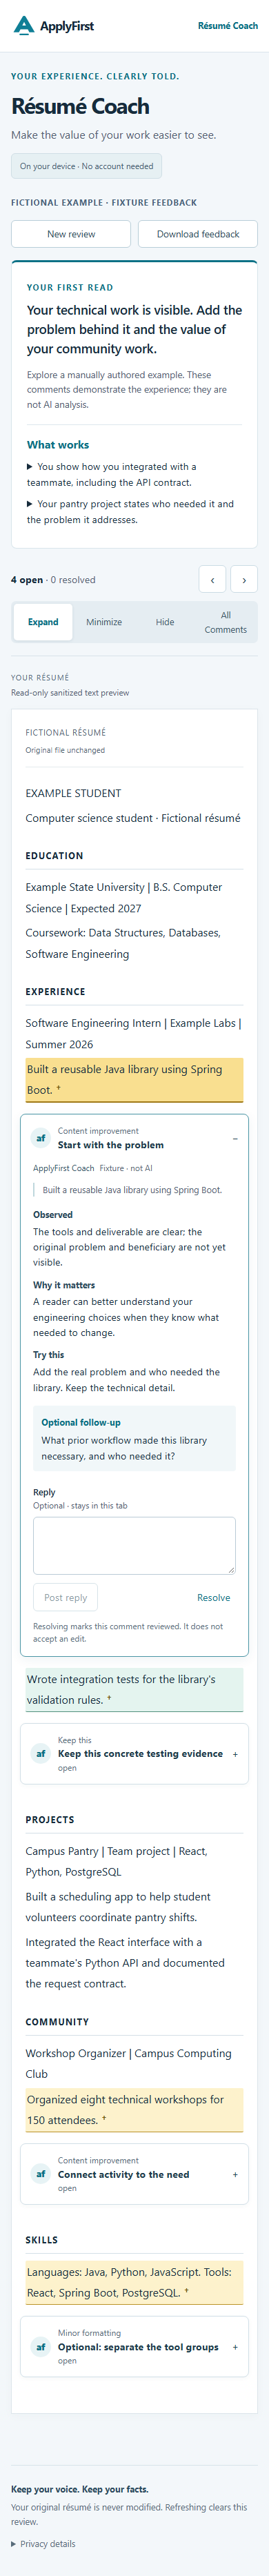 ApplyFirst
Résumé Coach
YOUR EXPERIENCE. CLEARLY TOLD.
Résumé Coach
Make the value of your work easier to see.
On your device · No account needed
FICTIONAL EXAMPLE · FIXTURE FEEDBACK
New review
Download feedback
YOUR FIRST READ
Your technical work is visible. Add the
problem behind it and the value of
your community work.
Explore a manually authored example. These
comments demonstrate the experience; they are
not AI analysis.
What works
▶ You show how you integrated with a
teammate, including the API contract.
▶ Your pantry project states who needed it and
the problem it addresses.
4 open · 0 resolved
‹
›
Expand
Minimize
Hide
All
Comments
YOUR RÉSUMÉ
Read-only sanitized text preview
FICTIONAL RÉSUMÉ
Original file unchanged
EXAMPLE STUDENT
Computer science student · Fictional résumé
EDUCATION
Example State University | B.S. Computer
Science | Expected 2027
Coursework: Data Structures, Databases,
Software Engineering
EXPERIENCE
Software Engineering Intern | Example Labs |
Summer 2026
Built a reusable Java library using Spring
Boot. +
af
Content improvement
Start with the problem
−
ApplyFirst Coach Fixture · not AI
Built a reusable Java library using Spring Boot.
Observed
The tools and deliverable are clear; the
original problem and beneficiary are not yet
visible.
Why it matters
A reader can better understand your
engineering choices when they know what
needed to change.
Try this
Add the real problem and who needed the
library. Keep the technical detail.
Optional follow-up
What prior workflow made this library
necessary, and who needed it?
Reply
Optional · stays in this tab
Post reply
Resolve
Resolving marks this comment reviewed. It does not
accept an edit.
Wrote integration tests for the library's
validation rules. +
af
Keep this
Keep this concrete testing evidence
+
open
PROJECTS
Campus Pantry | Team project | React,
Python, PostgreSQL
Built a scheduling app to help student
volunteers coordinate pantry shifts.
Integrated the React interface with a
teammate's Python API and documented
the request contract.
COMMUNITY
Workshop Organizer | Campus Computing
Club
Organized eight technical workshops for
150 attendees. +
af
Content improvement
Connect activity to the need
+
open
SKILLS
Languages: Java, Python, JavaScript. Tools:
React, Spring Boot, PostgreSQL. +
af
Minor formatting
Optional: separate the tool groups
+
open
Keep your voice. Keep your facts.
Your original résumé is never modified. Refreshing clears this
review.
▶ Privacy details